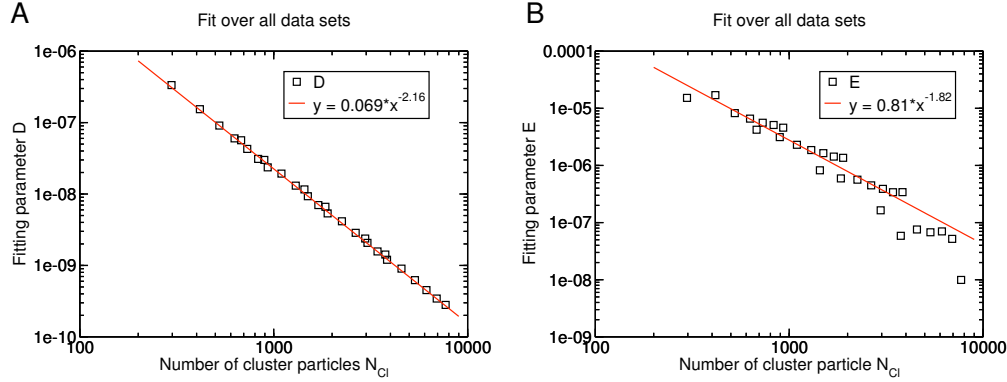 A
Fit over all data sets
1e-06
1e-07
1e-08
1e-09
1e-10
100
1000
10000
Fitting parameter D
Number of cluster particles N_Cl
D
y = 0.069*x^-2.16
B
Fit over all data sets
0.0001
1e-05
1e-06
1e-07
1e-08
1e-09
100
1000
10000
Fitting parameter E
Number of cluster particle N_Cl
E
y = 0.81*x^-1.82